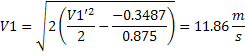 V1 = √(2(V1′²/2 − −0.3487/0.875)) = 11.86 m/s